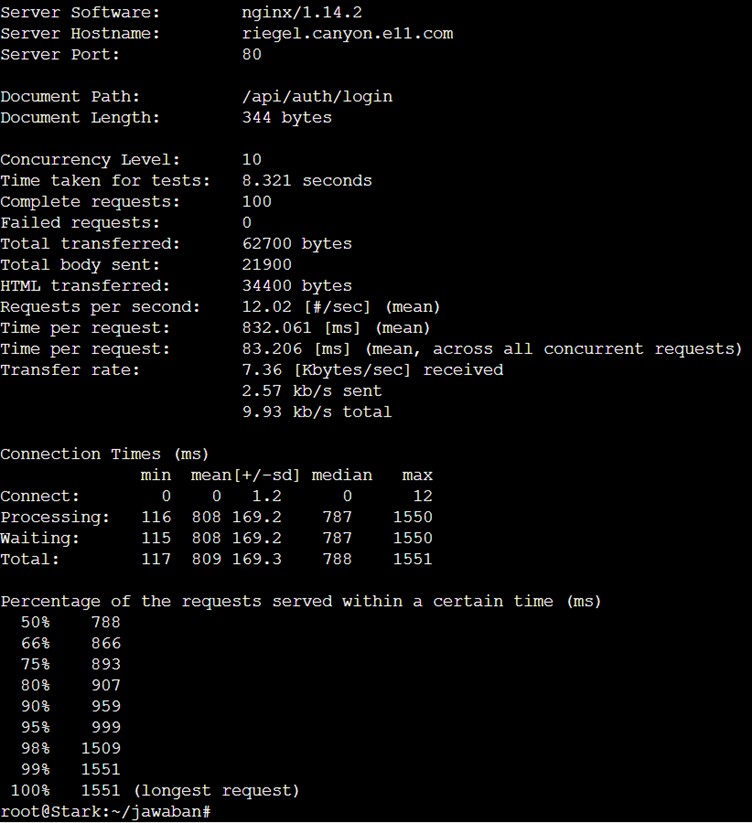 Server Software:        nginx/1.14.2
Server Hostname:        riegel.canyon.e11.com
Server Port:            80

Document Path:          /api/auth/login
Document Length:        344 bytes

Concurrency Level:      10
Time taken for tests:   8.321 seconds
Complete requests:      100
Failed requests:        0
Total transferred:      62700 bytes
Total body sent:        21900
HTML transferred:       34400 bytes
Requests per second:    12.02 [#/sec] (mean)
Time per request:       832.061 [ms] (mean)
Time per request:       83.206 [ms] (mean, across all concurrent requests)
Transfer rate:          7.36 [Kbytes/sec] received
                        2.57 kb/s sent
                        9.93 kb/s total

Connection Times (ms)
              min  mean[+/-sd] median   max
Connect:        0    0   1.2      0      12
Processing:   116  808 169.2    787    1550
Waiting:      115  808 169.2    787    1550
Total:        117  809 169.3    788    1551

Percentage of the requests served within a certain time (ms)
  50%    788
  66%    866
  75%    893
  80%    907
  90%    959
  95%    999
  98%   1509
  99%   1551
 100%   1551 (longest request)
root@Stark:~/jawaban#